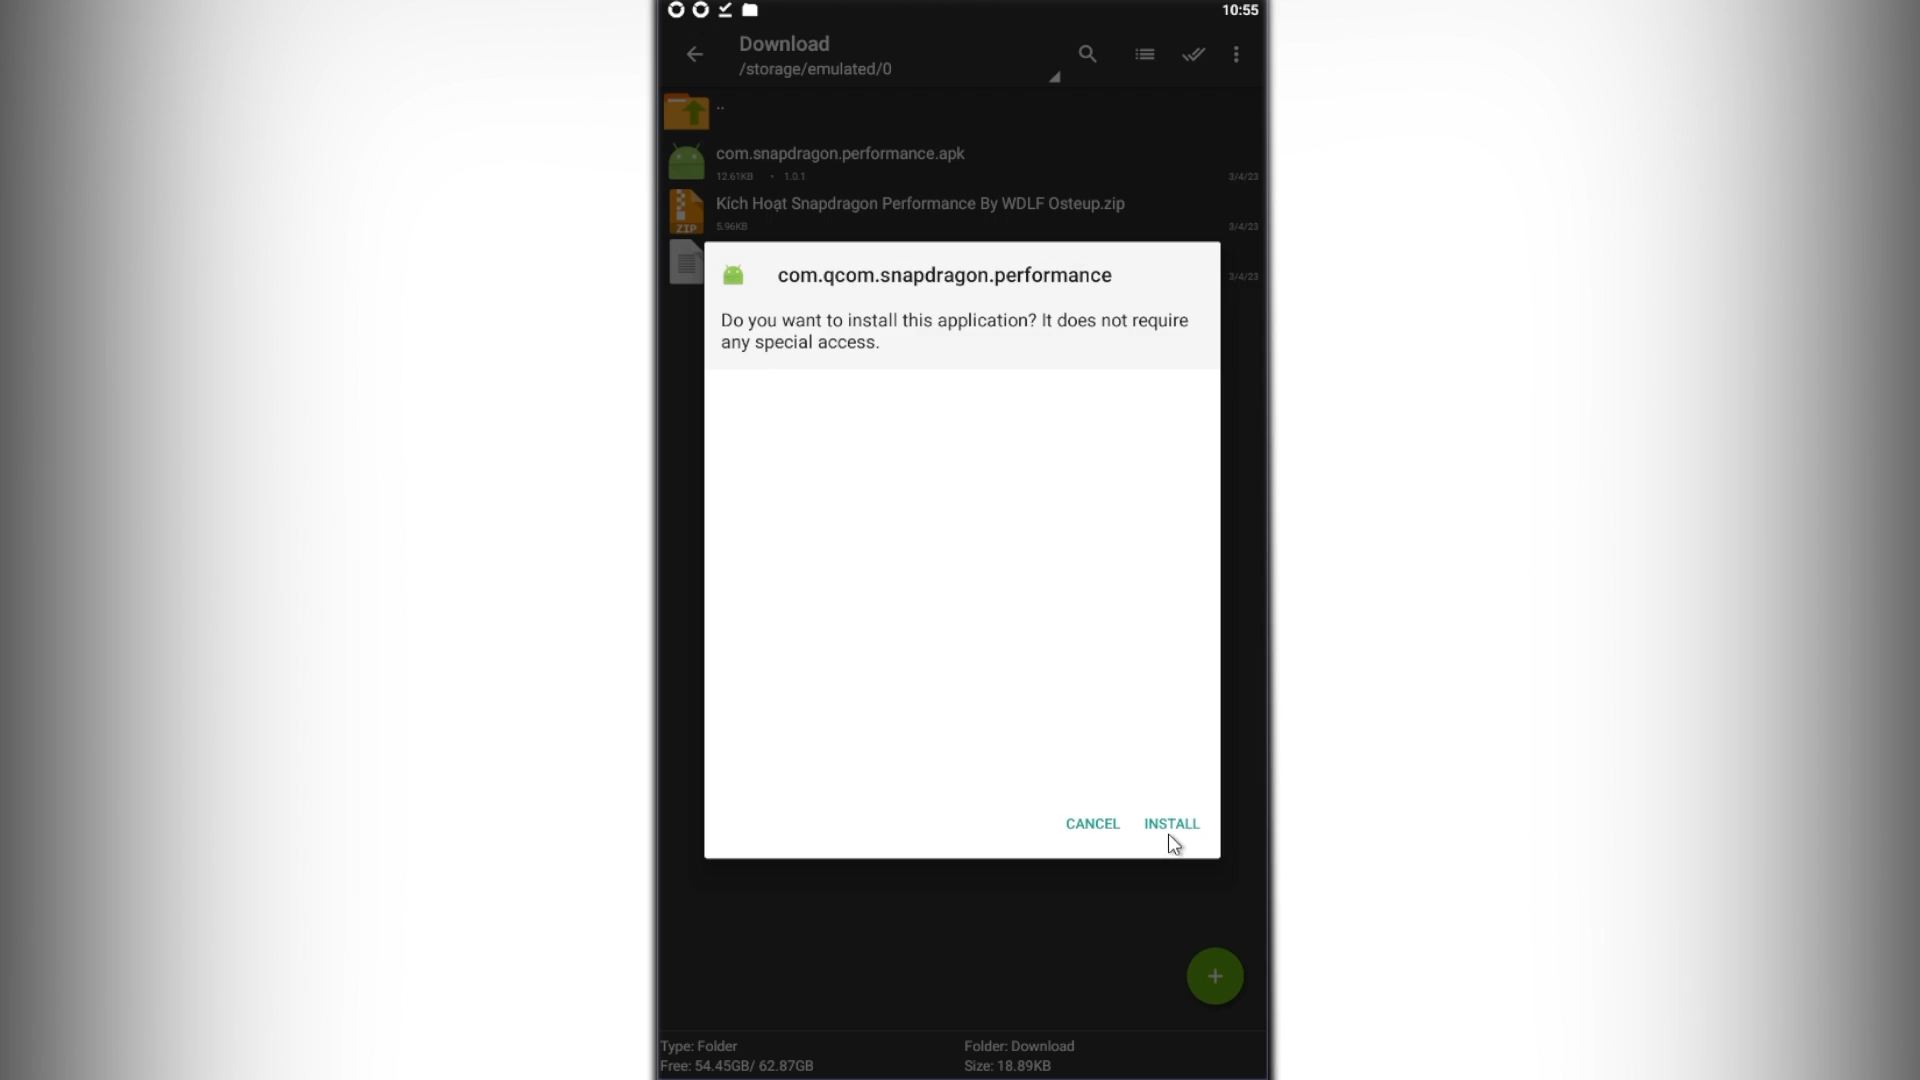 10:55
Download
/storage/emulated/0
..
com.snapdragon.performance.apk
12.61KB • 1.0.1 3/4/23
Kích Hoạt Snapdragon Performance By WDLF Osteup.zip
ZIP 5.96KB 3/4/23
3/4/23
com.qcom.snapdragon.performance
Do you want to install this application? It does not require
any special access.
CANCEL INSTALL
+
Type: Folder Folder: Download
Free: 54.45GB/ 62.87GB Size: 18.89KB